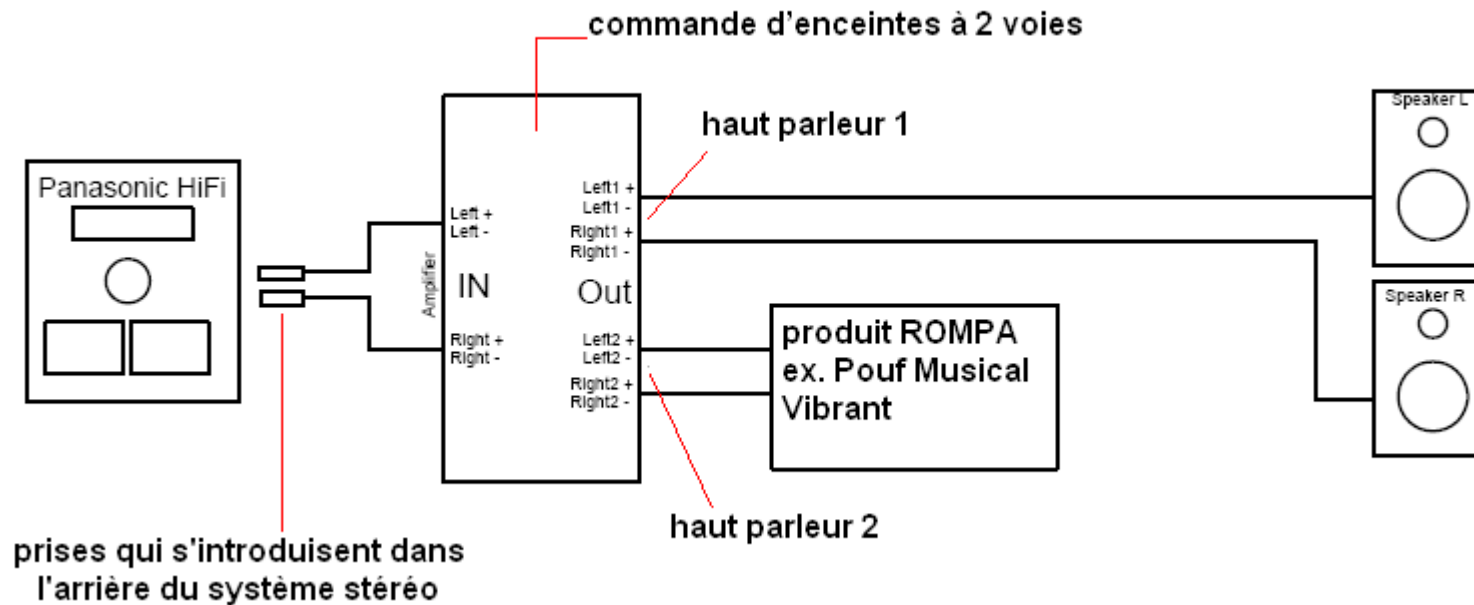 commande d'enceintes à 2 voies
haut parleur 1
Panasonic HiFi
Left +
Left -
Amplifier
IN
Right +
Right -
Left1 +
Left1 -
Right1 +
Right1 -
Out
Left2 +
Left2 -
Right2 +
Right2 -
Speaker L
Speaker R
produit ROMPA
ex. Pouf Musical
Vibrant
haut parleur 2
prises qui s'introduisent dans
l'arrière du système stéréo